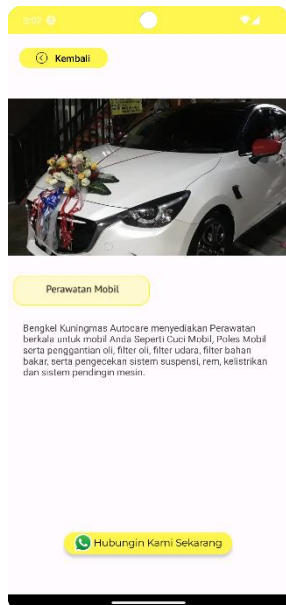 3:02
Kembali
Perawatan Mobil
Bengkel Kuningmas Autocare menyediakan Perawatan
berkala untuk mobil Anda Seperti Cuci Mobil, Poles Mobil
serta penggantian oli, filter oli, filter udara, filter bahan
bakar, serta pengecekan sistem suspensi, rem, kelistrikan
dan sistem pendingin mesin.
Hubungin Kami Sekarang